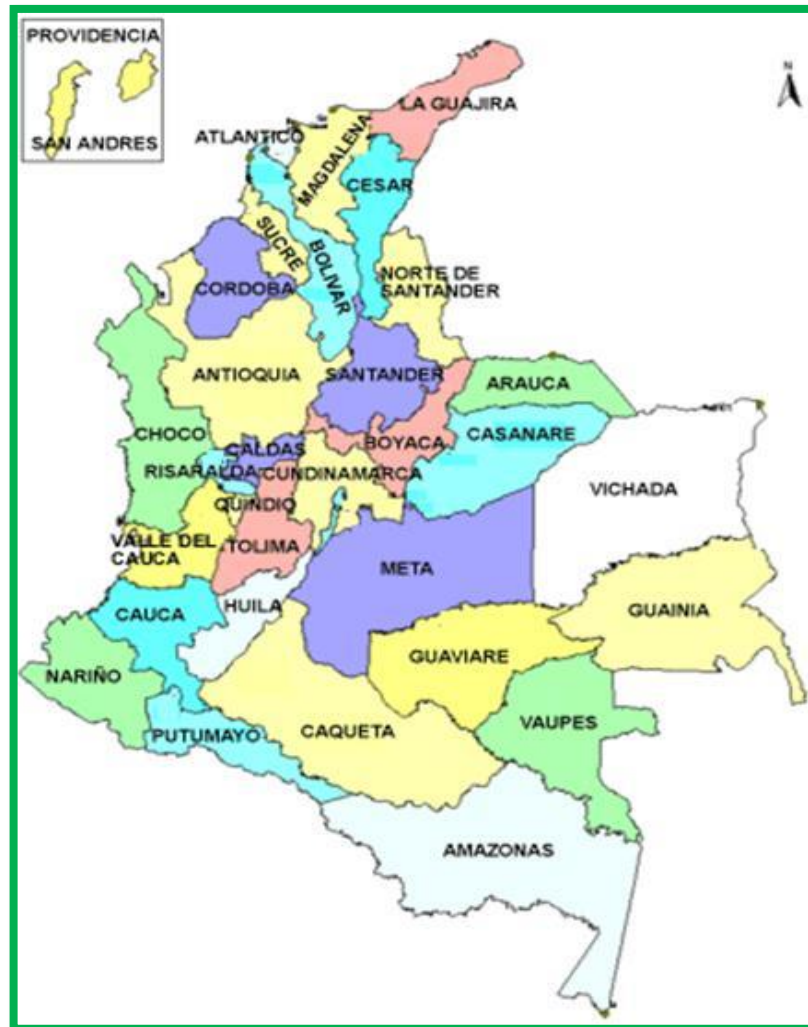 PROVIDENCIA
SAN ANDRES
N
LA GUAJIRA
ATLANTICO
MAGDALENA
CESAR
SUCRE
BOLIVAR
NORTE DE
SANTANDER
CORDOBA
ANTIOQUIA
SANTANDER
ARAUCA
CHOCO
BOYACA
CASANARE
CALDAS
RISARALDA
CUNDINAMARCA
VICHADA
QUINDIO
VALLE DEL
CAUCA
TOLIMA
META
CAUCA
HUILA
GUAINIA
GUAVIARE
NARIÑO
VAUPES
PUTUMAYO
CAQUETA
AMAZONAS